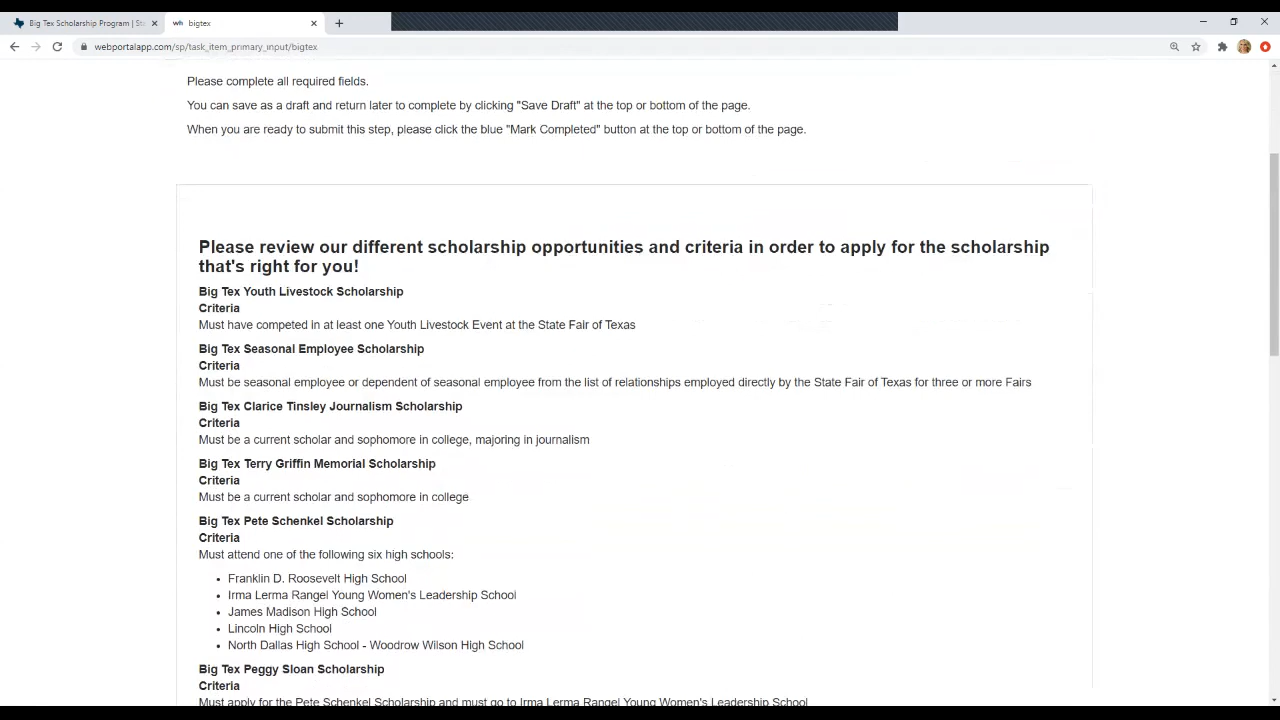 Big Tex Scholarship Program | Sta
bigtex
webportalapp.com/sp/task_item_primary_input/bigtex
Please complete all required fields.
You can save as a draft and return later to complete by clicking "Save Draft" at the top or bottom of the page.
When you are ready to submit this step, please click the blue "Mark Completed" button at the top or bottom of the page.
Please review our different scholarship opportunities and criteria in order to apply for the scholarship
that's right for you!
Big Tex Youth Livestock Scholarship
Criteria
Must have competed in at least one Youth Livestock Event at the State Fair of Texas
Big Tex Seasonal Employee Scholarship
Criteria
Must be seasonal employee or dependent of seasonal employee from the list of relationships employed directly by the State Fair of Texas for three or more Fairs
Big Tex Clarice Tinsley Journalism Scholarship
Criteria
Must be a current scholar and sophomore in college, majoring in journalism
Big Tex Terry Griffin Memorial Scholarship
Criteria
Must be a current scholar and sophomore in college
Big Tex Pete Schenkel Scholarship
Criteria
Must attend one of the following six high schools:
• Franklin D. Roosevelt High School
• Irma Lerma Rangel Young Women's Leadership School
• James Madison High School
• Lincoln High School
• North Dallas High School - Woodrow Wilson High School
Big Tex Peggy Sloan Scholarship
Criteria
Must apply for the Pete Schenkel Scholarship and must go to Irma Lerma Rangel Young Women's Leadership School